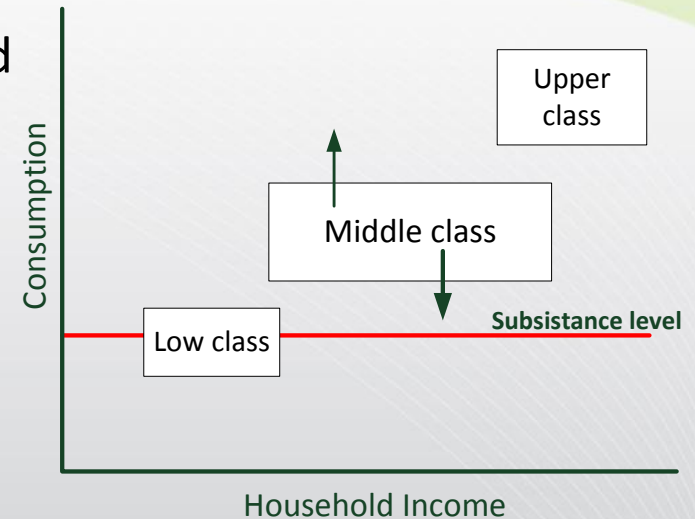 d
Upper
class
Consumption
Middle class
Subsistance level
Low class
Household Income